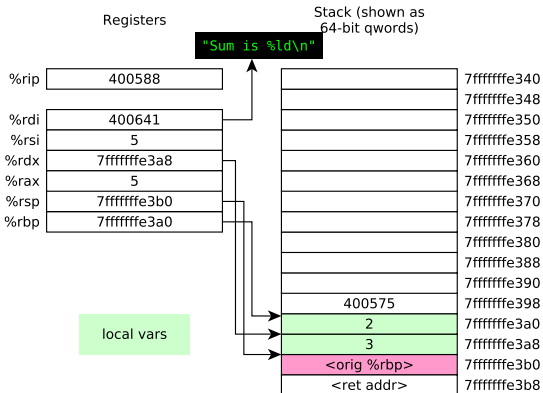 Registers
Stack (shown as
64-bit qwords)
"Sum is %ld\n"
%rip 400588
%rdi 400641
%rsi 5
%rdx 7fffffffe3a8
%rax 5
%rsp 7fffffffe3b0
%rbp 7fffffffe3a0
7fffffffe340
7fffffffe348
7fffffffe350
7fffffffe358
7fffffffe360
7fffffffe368
7fffffffe370
7fffffffe378
7fffffffe380
7fffffffe388
7fffffffe390
400575 7fffffffe398
2 7fffffffe3a0
3 7fffffffe3a8
<orig %rbp> 7fffffffe3b0
<ret addr> 7fffffffe3b8
local vars